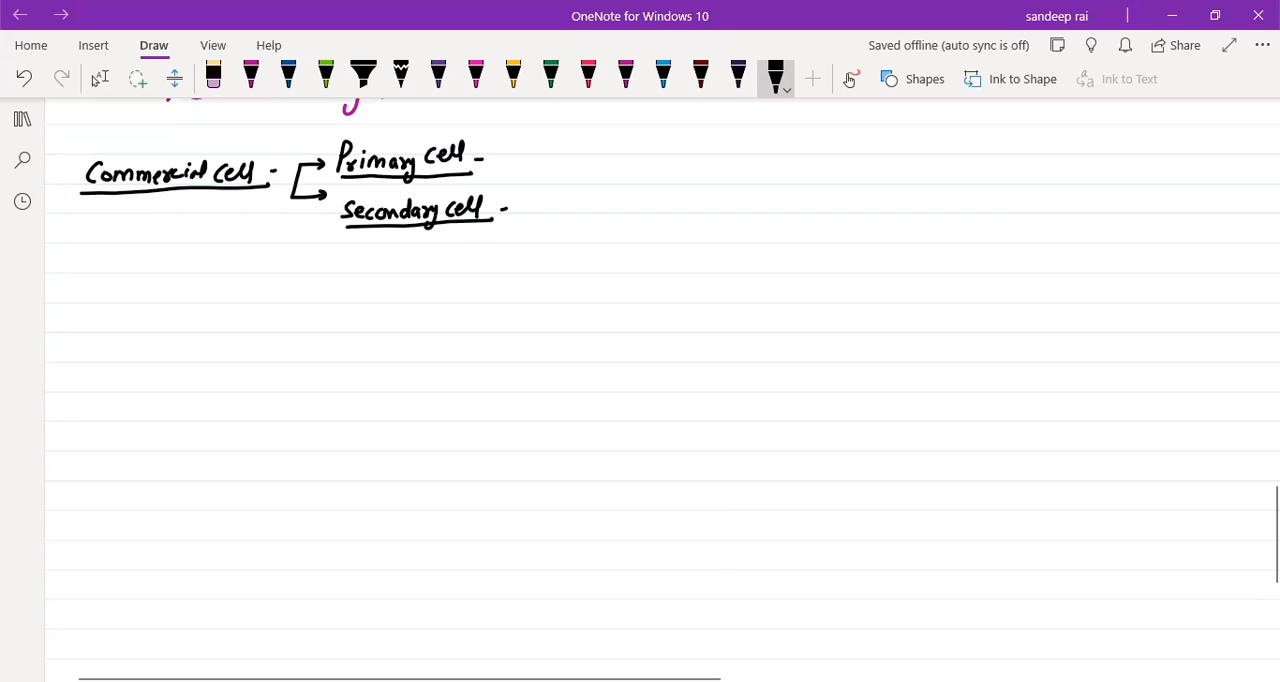 OneNote for Windows 10
sandeep rai
Home Insert Draw View Help
Saved offline (auto sync is off)
Share
Shapes
Ink to Shape
Ink to Text
Commercial cell - Primary cell -
Secondary cell -